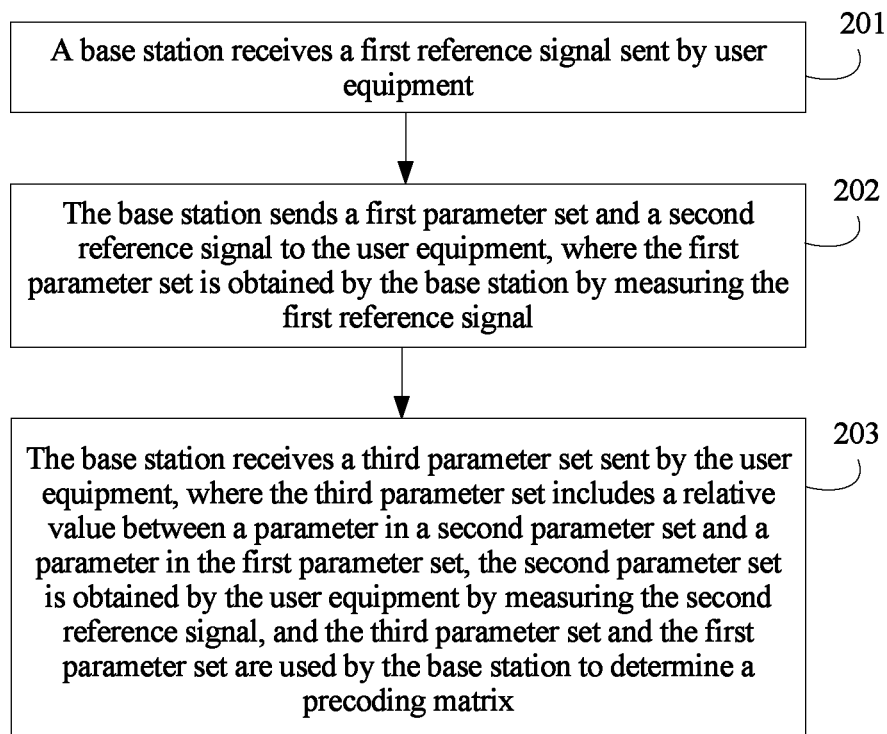 201
A base station receives a first reference signal sent by user
equipment
202
The base station sends a first parameter set and a second
reference signal to the user equipment, where the first
parameter set is obtained by the base station by measuring the
first reference signal
203
The base station receives a third parameter set sent by the user
equipment, where the third parameter set includes a relative
value between a parameter in a second parameter set and a
parameter in the first parameter set, the second parameter set
is obtained by the user equipment by measuring the second
reference signal, and the third parameter set and the first
parameter set are used by the base station to determine a
precoding matrix